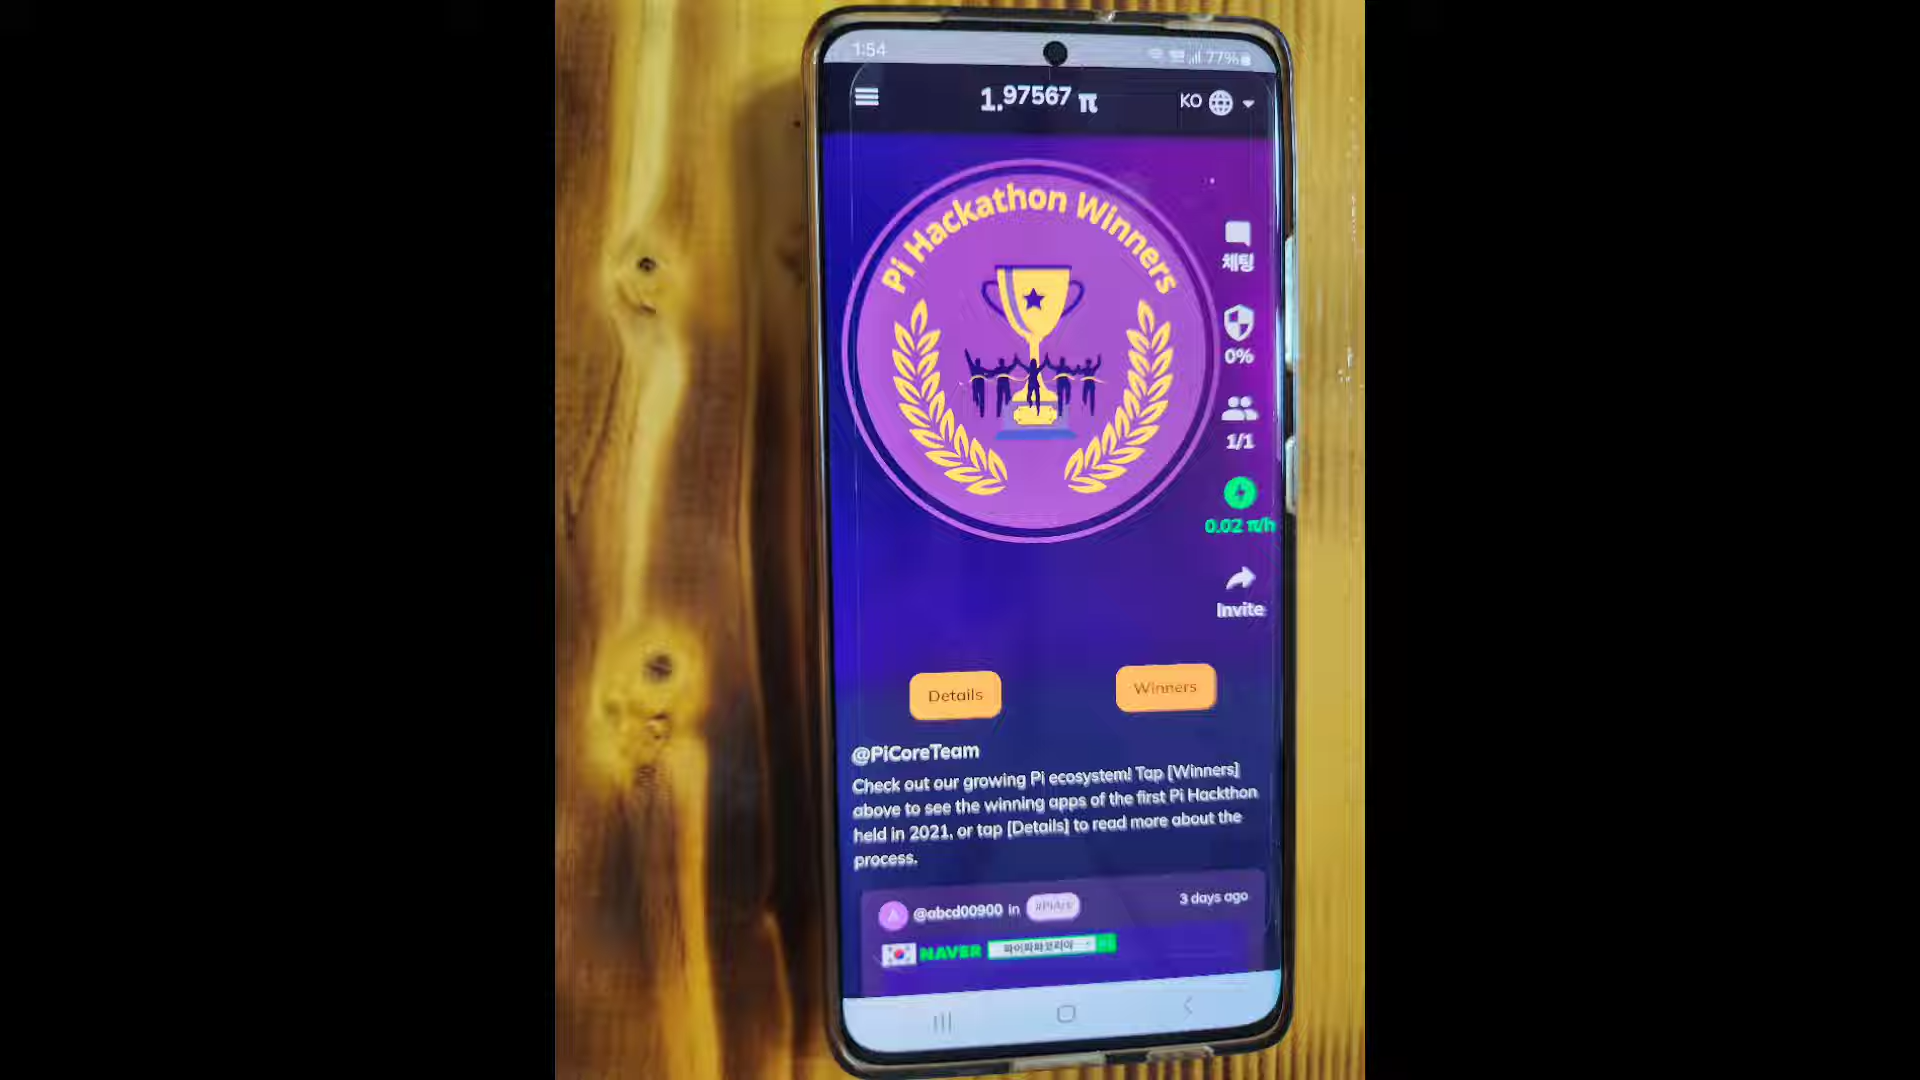 1:54
77%
1.97567 π
KO
Pi Hackathon Winners
채팅
0%
1/1
0.02 π/h
Invite
Details
Winners
@PiCoreTeam
Check out our growing Pi ecosystem! Tap [Winners]
above to see the winning apps of the first Pi Hackthon
held in 2021, or tap [Details] to read more about the
process.
A
@abcd00900 in
3 days ago
NAVER